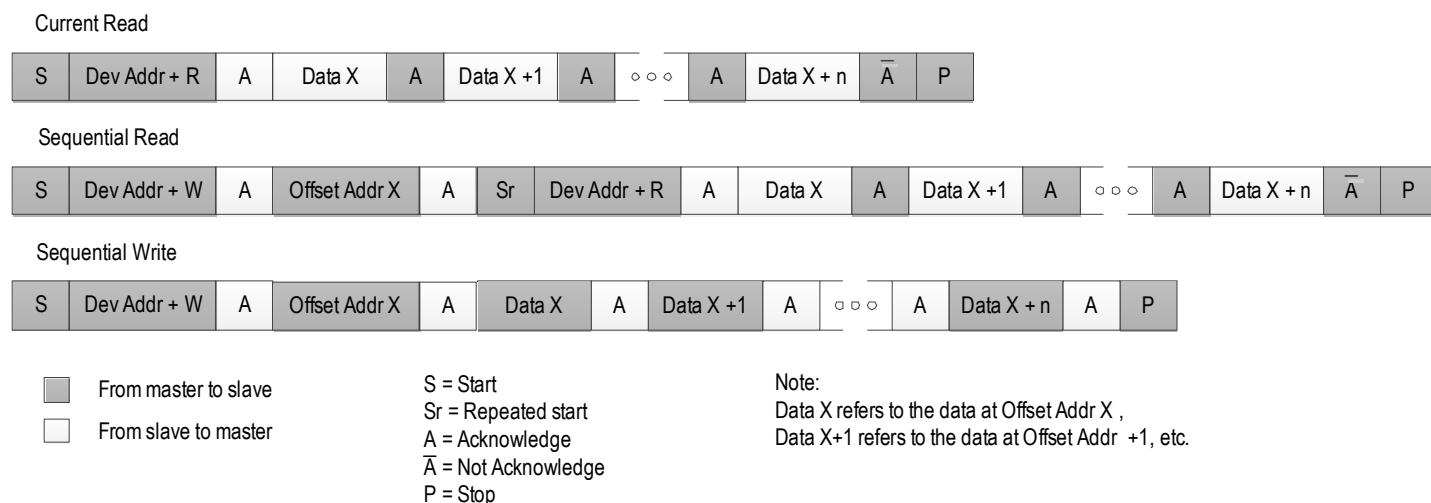 Current Read
S Dev Addr + R A Data X A Data X +1 A A Data X + n A̅ P
Sequential Read
S Dev Addr + W A Offset Addr X A Sr Dev Addr + R A Data X A Data X +1 A A Data X + n A̅ P
Sequential Write
S Dev Addr + W A Offset Addr X A Data X A Data X +1 A A Data X + n A P
From master to slave
From slave to master
S = Start
Sr = Repeated start
A = Acknowledge
A̅ = Not Acknowledge
P = Stop
Note:
Data X refers to the data at Offset Addr X ,
Data X+1 refers to the data at Offset Addr +1, etc.